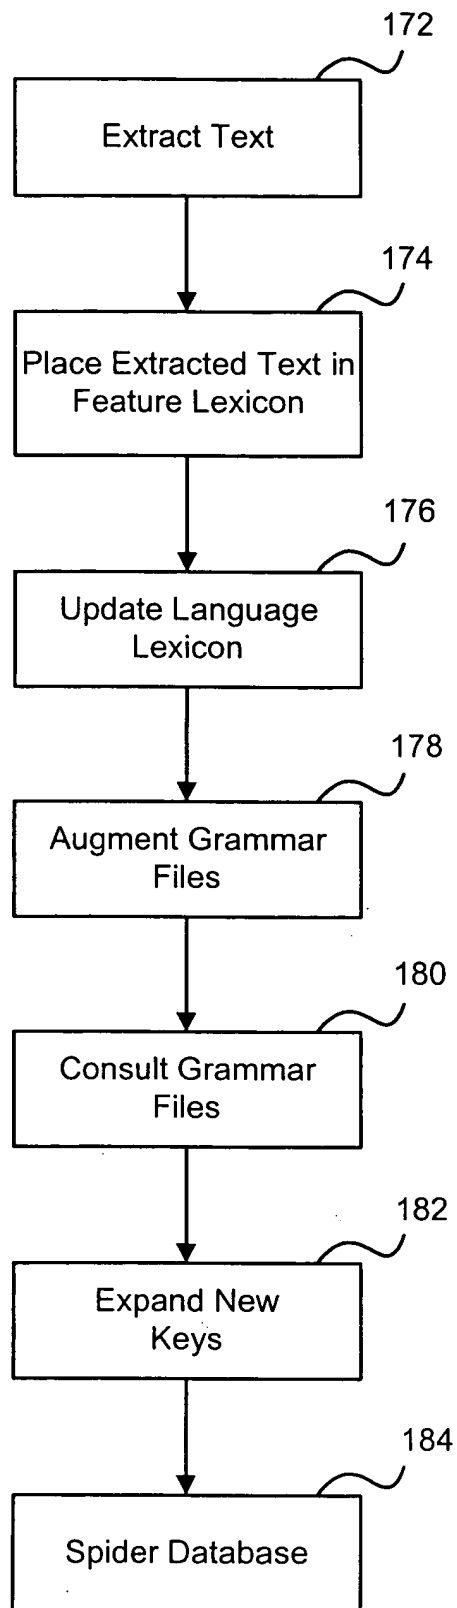 172
Extract Text
174
Place Extracted Text in
Feature Lexicon
176
Update Language
Lexicon
178
Augment Grammar
Files
180
Consult Grammar
Files
182
Expand New
Keys
184
Spider Database